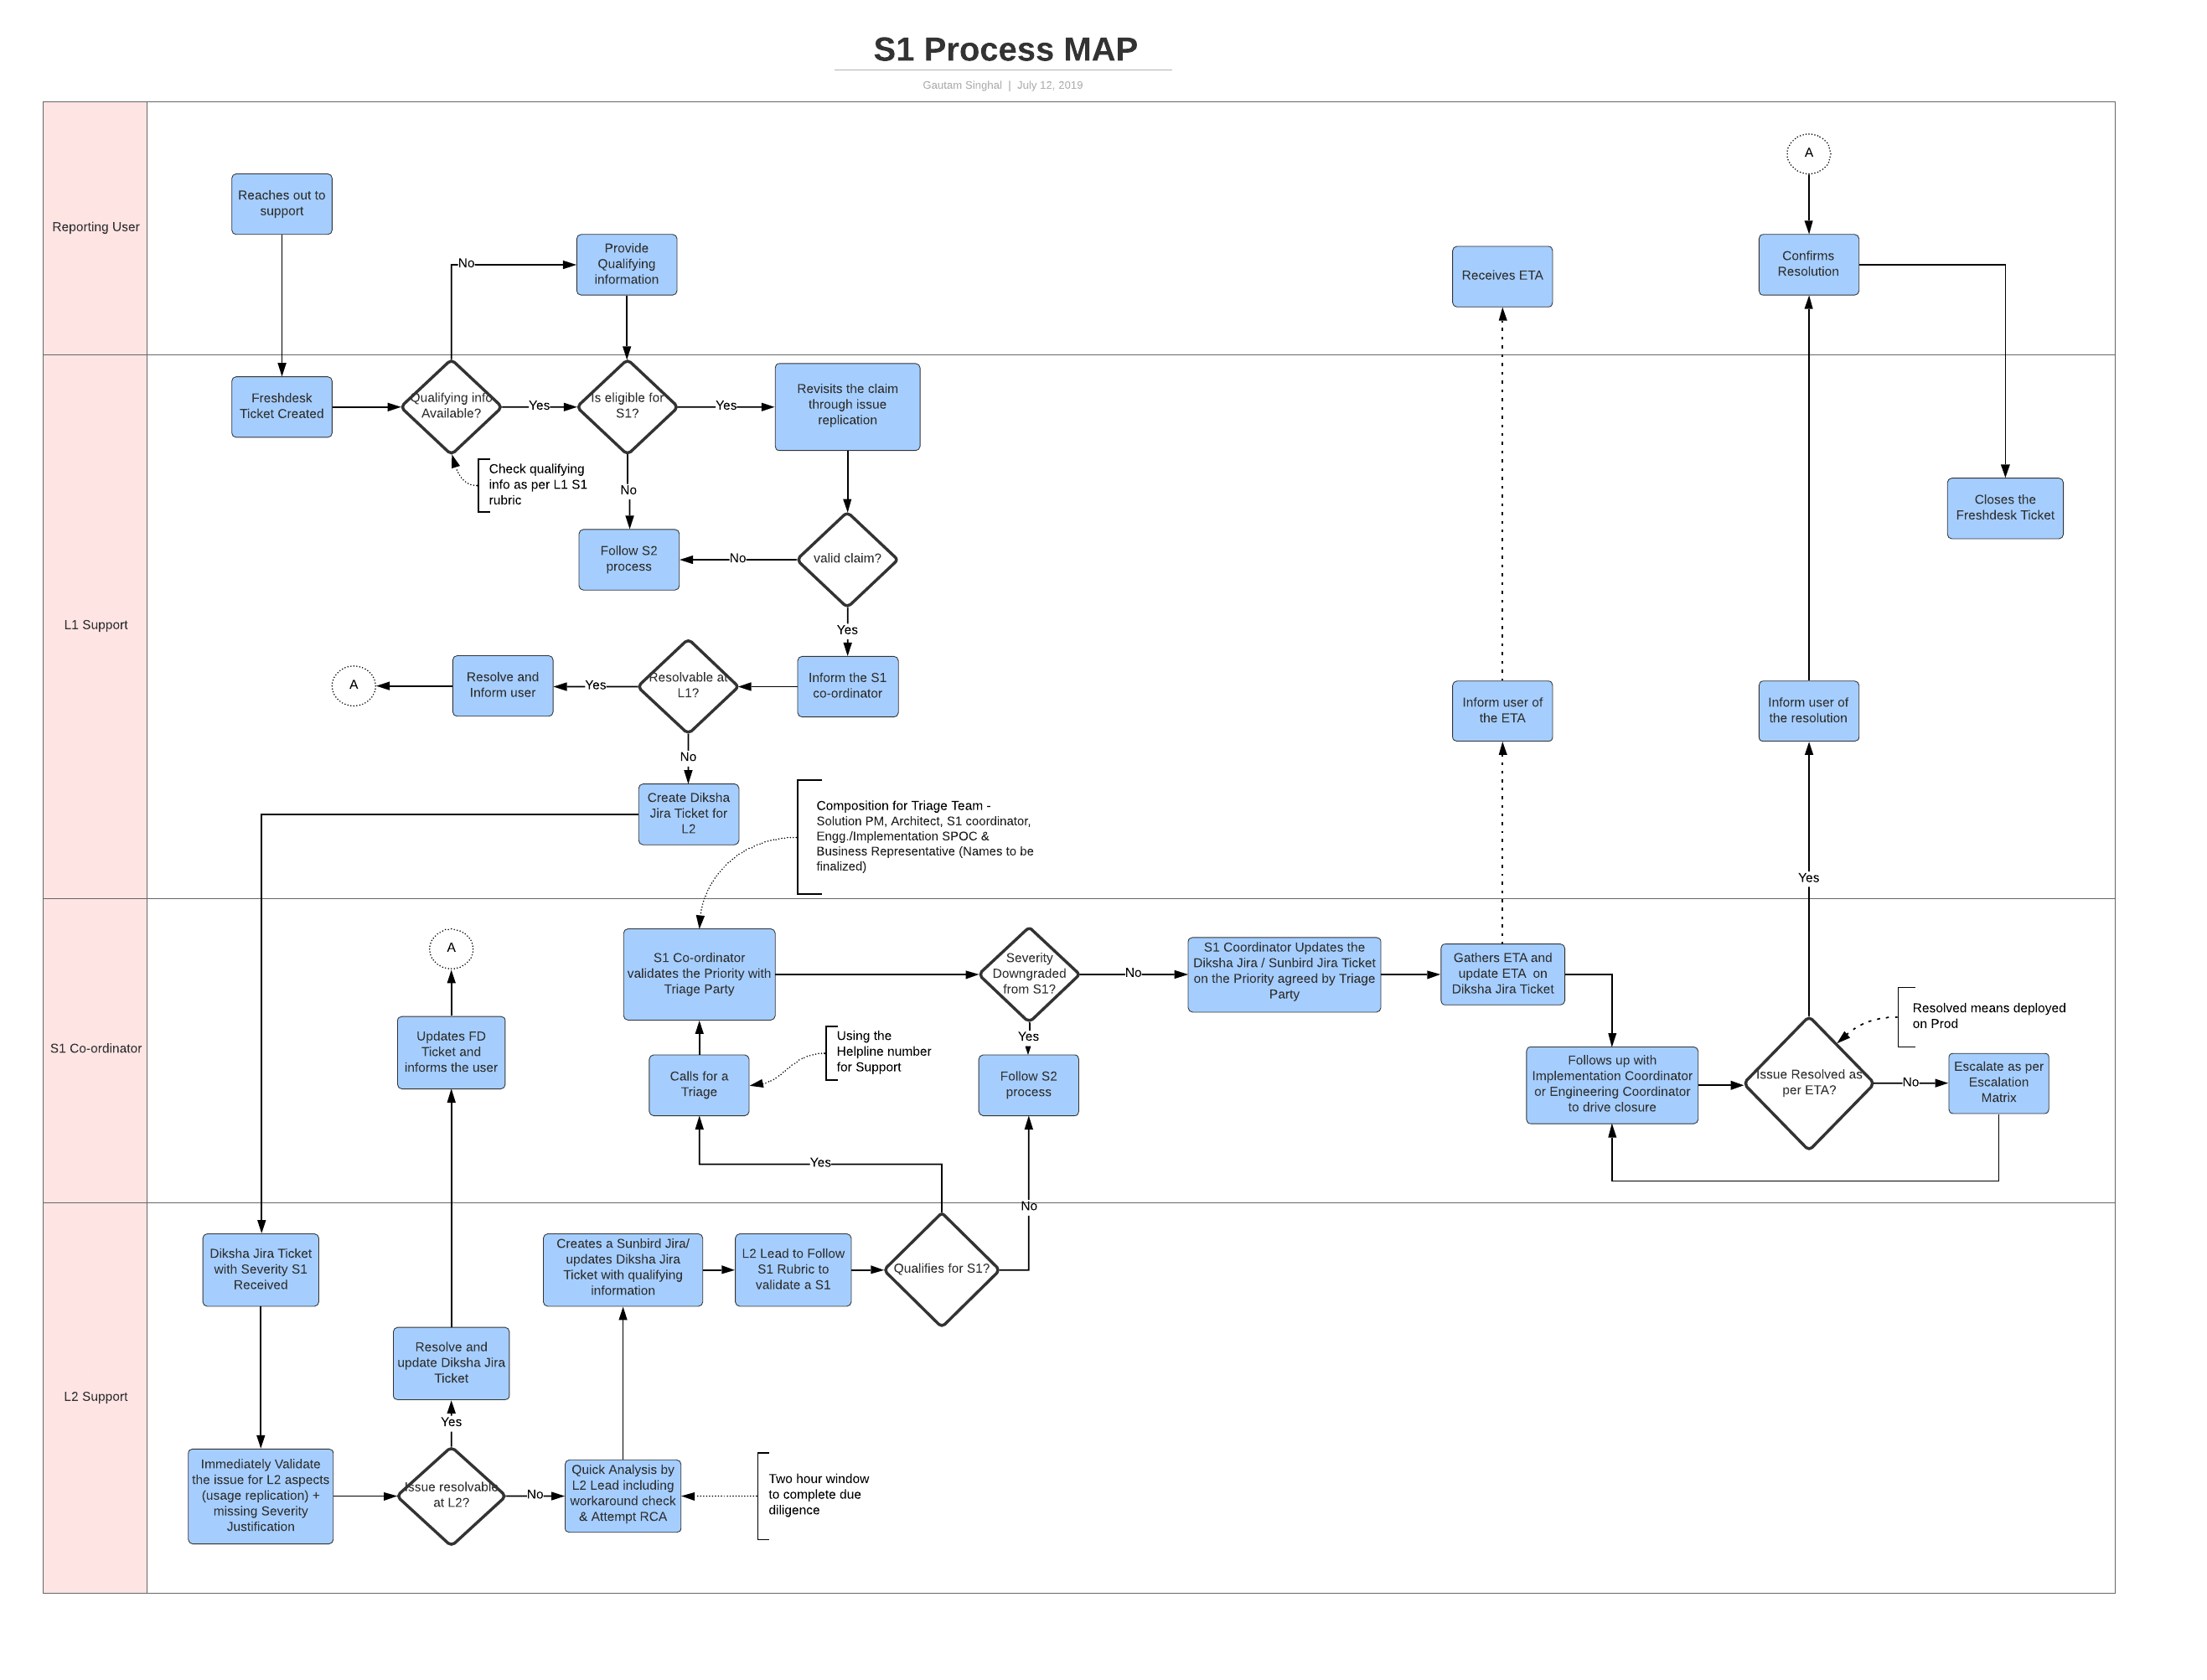 S1 Process MAP
Gautam Singhal | July 12, 2019
Reporting User
A
Reaches out to
support
No
Provide
Qualifying
information
Receives ETA
Confirms
Resolution
L1 Support
Freshdesk
Ticket Created
Qualifying info
Available?
Yes
Is eligible for
S1?
Yes
Revisits the claim
through issue
replication
Check qualifying
info as per L1 S1
rubric
No
Closes the
Freshdesk Ticket
Follow S2
process
No
valid claim?
Yes
A
Resolve and
Inform user
Yes
Resolvable at
L1?
Inform the S1
co-ordinator
Inform user of
the ETA
Inform user of
the resolution
No
Create Diksha
Jira Ticket for
L2
Composition for Triage Team -
Solution PM, Architect, S1 coordinator,
Engg./Implementation SPOC &
Business Representative (Names to be
finalized)
Yes
S1 Co-ordinator
A
S1 Co-ordinator
validates the Priority with
Triage Party
Severity
Downgraded
from S1?
No
S1 Coordinator Updates the
Diksha Jira / Sunbird Jira Ticket
on the Priority agreed by Triage
Party
Gathers ETA and
update ETA on
Diksha Jira Ticket
Resolved means deployed
on Prod
Updates FD
Ticket and
informs the user
Using the
Helpline number
for Support
Yes
Calls for a
Triage
Follow S2
process
Follows up with
Implementation Coordinator
or Engineering Coordinator
to drive closure
Issue Resolved as
per ETA?
No
Escalate as per
Escalation
Matrix
Yes
No
L2 Support
Diksha Jira Ticket
with Severity S1
Received
Creates a Sunbird Jira/
updates Diksha Jira
Ticket with qualifying
information
L2 Lead to Follow
S1 Rubric to
validate a S1
Qualifies for S1?
Resolve and
update Diksha Jira
Ticket
Yes
Immediately Validate
the issue for L2 aspects
(usage replication) +
missing Severity
Justification
Issue resolvable
at L2?
No
Quick Analysis by
L2 Lead including
workaround check
& Attempt RCA
Two hour window
to complete due
diligence